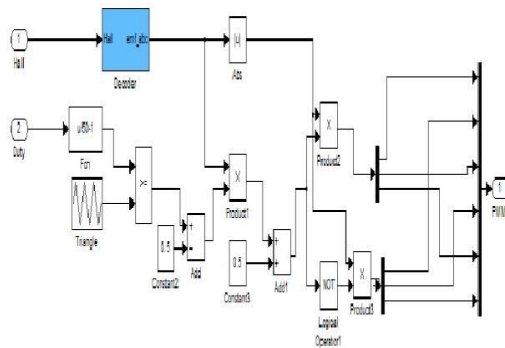 1
Hall
Hall
emf_abc
Decoder
|u|
Abs
2
Duty
u/50-1
Fcn
>=
Triangle
0.5
Constant2
+
-
Add
X
Product1
0.5
Constant3
+
+
Add1
X
Product2
NOT
Logical
Operator1
X
Product3
1
PWM